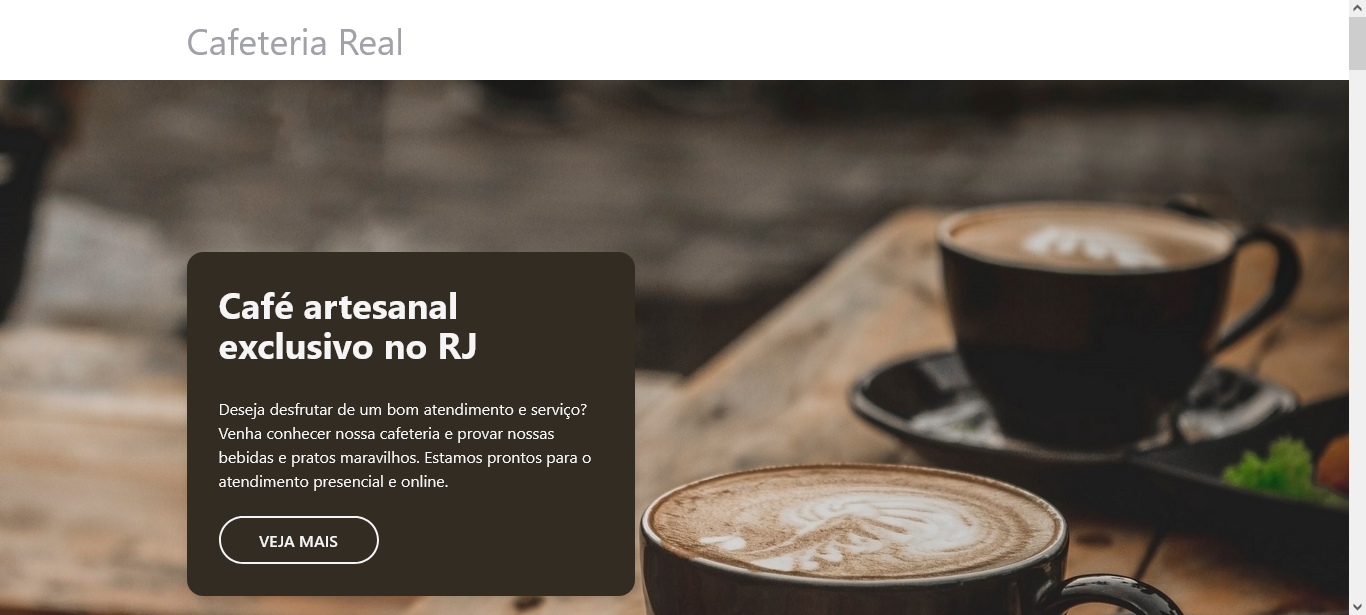 Cafeteria Real
Café artesanal
exclusivo no RJ
Deseja desfrutar de um bom atendimento e serviço?
Venha conhecer nossa cafeteria e provar nossas
bebidas e pratos maravilhos. Estamos prontos para o
atendimento presencial e online.
VEJA MAIS